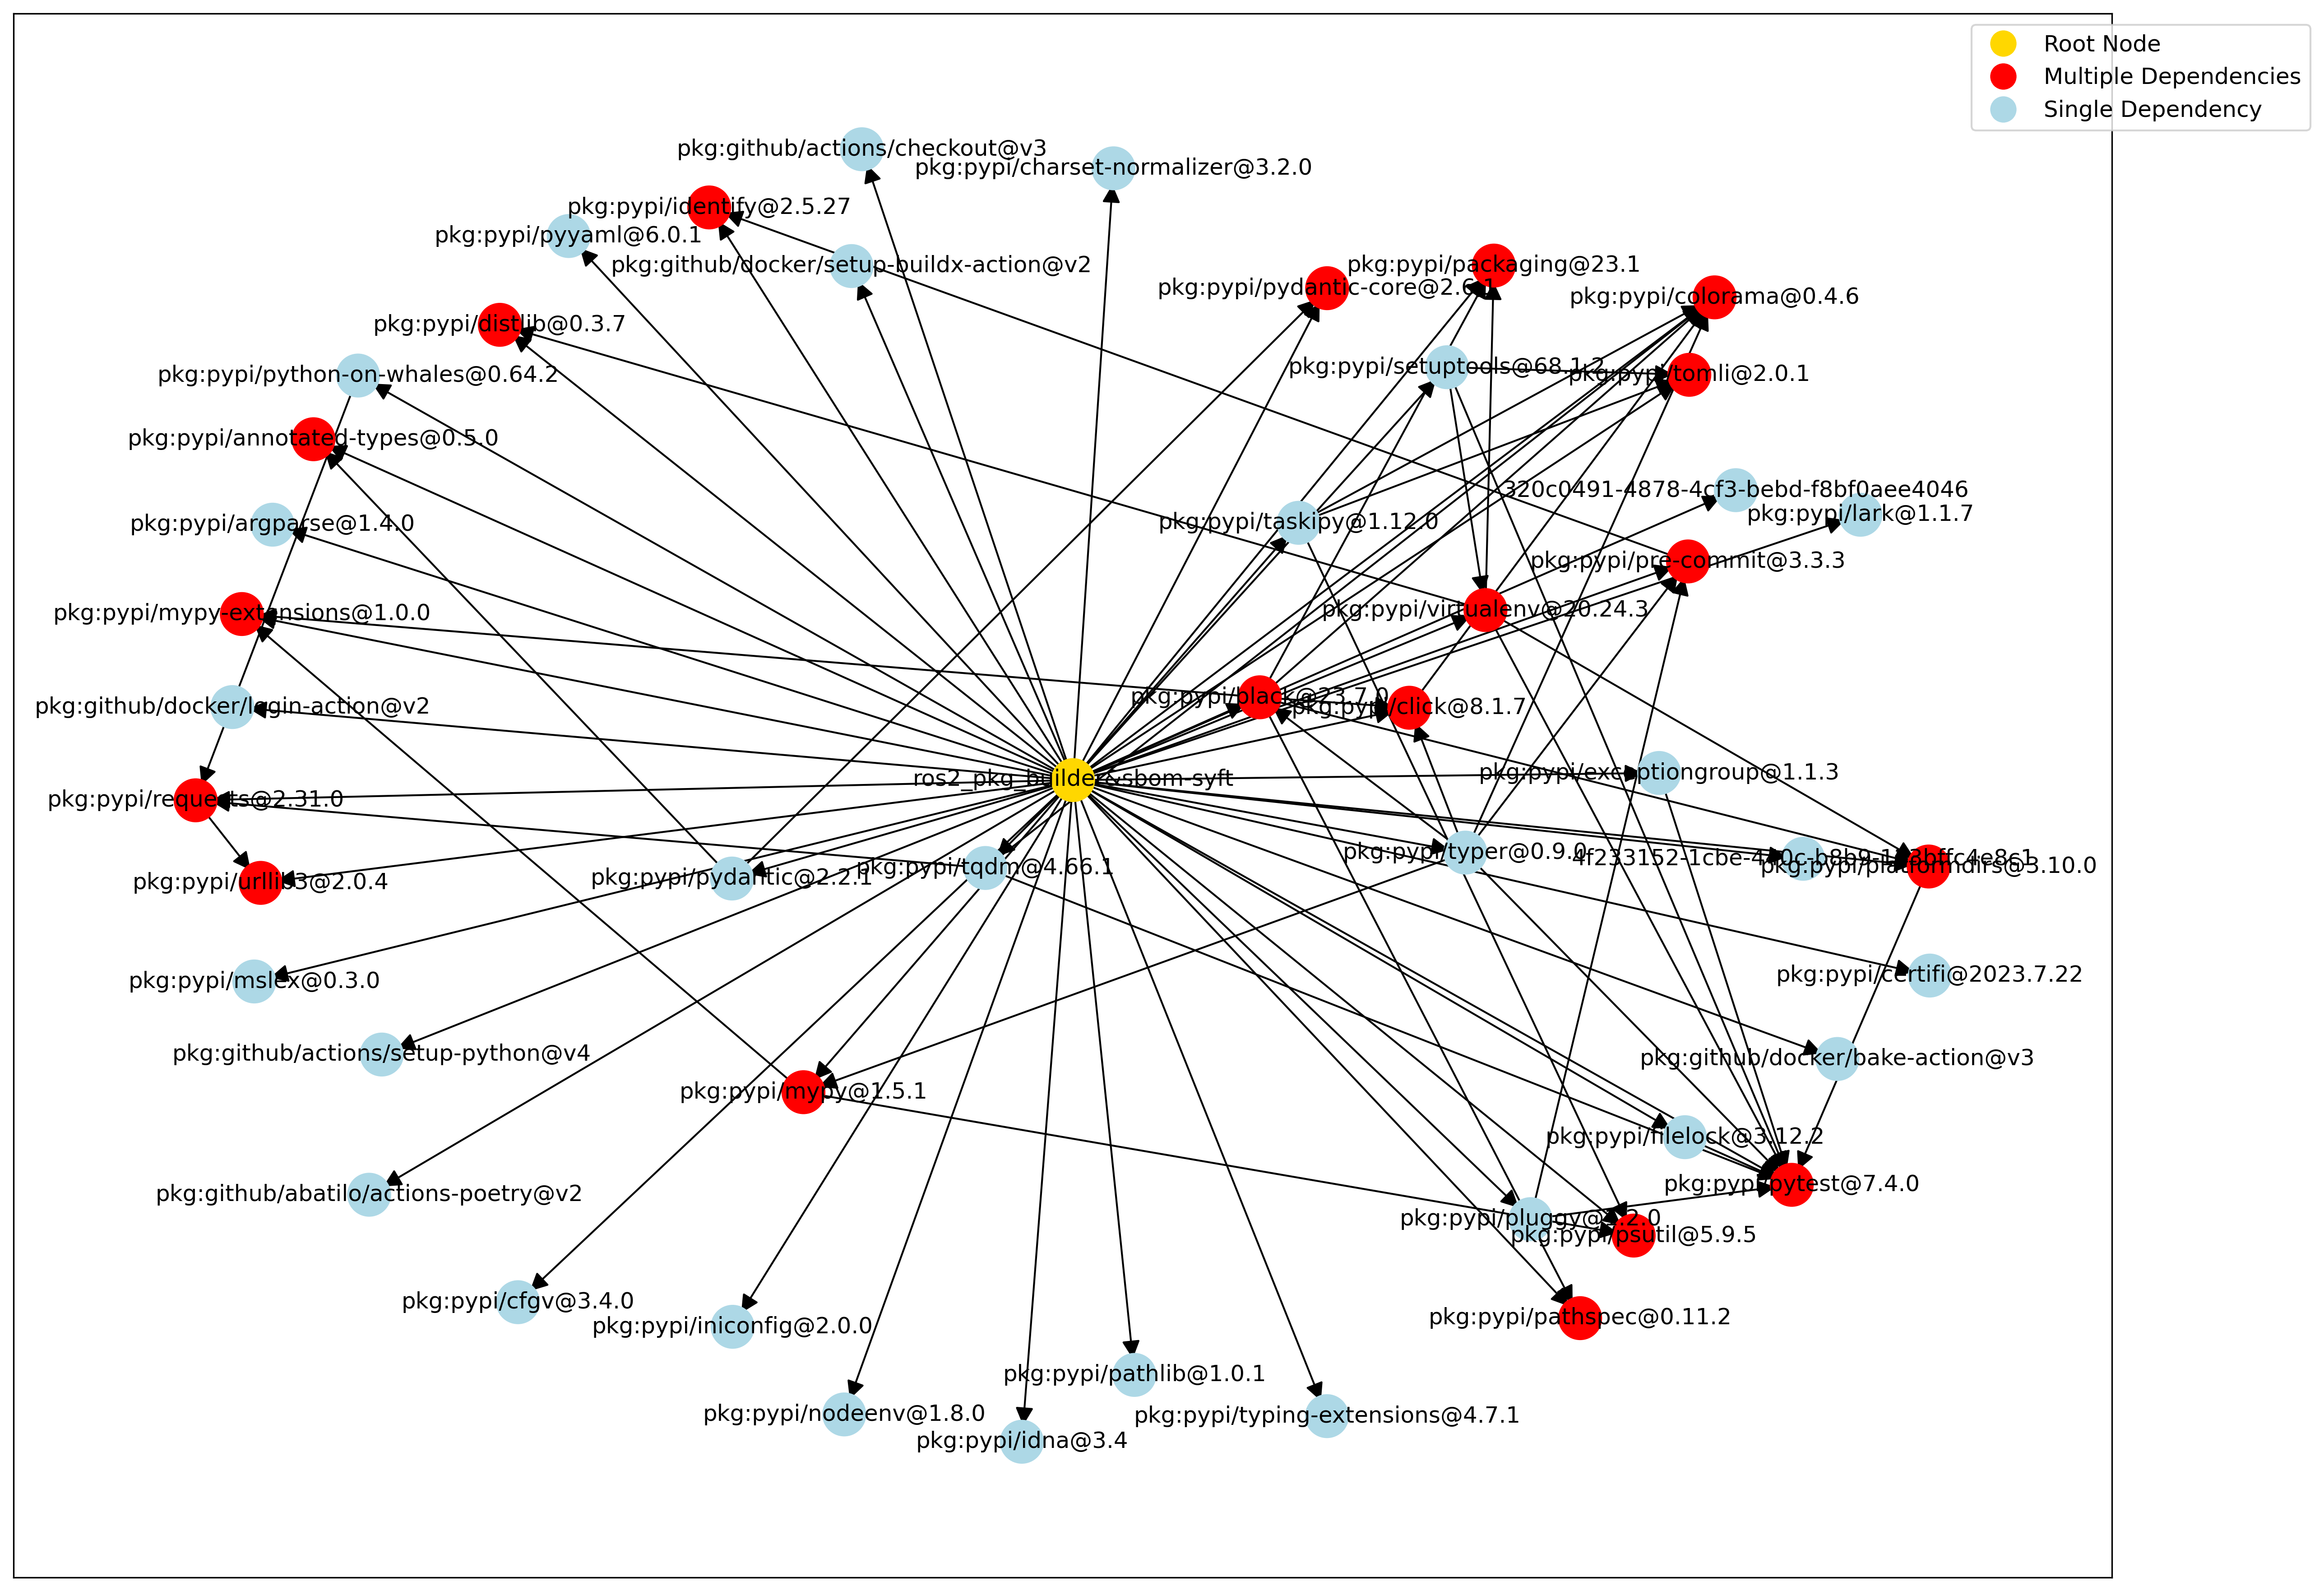 Root Node
Multiple Dependencies
Single Dependency
pkg:github/actions/checkout@v3
pkg:pypi/charset-normalizer@3.2.0
pkg:pypi/identify@2.5.27
pkg:pypi/pyyaml@6.0.1
pkg:github/docker/setup-buildx-action@v2
pkg:pypi/packaging@23.1
pkg:pypi/pydantic-core@2.6.1
pkg:pypi/colorama@0.4.6
pkg:pypi/distlib@0.3.7
pkg:pypi/setuptools@68.1.2
pkg:pypi/tomli@2.0.1
pkg:pypi/python-on-whales@0.64.2
pkg:pypi/annotated-types@0.5.0
320c0491-4878-4cf3-bebd-f8bf0aee4046
pkg:pypi/lark@1.1.7
pkg:pypi/argparse@1.4.0
pkg:pypi/taskipy@1.12.0
pkg:pypi/pre-commit@3.3.3
pkg:pypi/mypy-extensions@1.0.0
pkg:pypi/virtualenv@20.24.3
pkg:github/docker/login-action@v2
pkg:pypi/black@23.7.0
pkg:pypi/click@8.1.7
ros2_pkg_builder&sbom-syft
pkg:pypi/exceptiongroup@1.1.3
pkg:pypi/requests@2.31.0
pkg:pypi/typer@0.9.0
pkg:pypi/platformdirs@3.10.0
pkg:pypi/urllib3@2.0.4
pkg:pypi/pydantic@2.2.1
pkg:pypi/tqdm@4.66.1
pkg:pypi/mslex@0.3.0
pkg:pypi/certifi@2023.7.22
pkg:github/actions/setup-python@v4
pkg:github/docker/bake-action@v3
pkg:pypi/mypy@1.5.1
pkg:pypi/filelock@3.12.2
pkg:github/abatilo/actions-poetry@v2
pkg:pypi/pytest@7.4.0
pkg:pypi/pluggy@1.2.0
pkg:pypi/psutil@5.9.5
pkg:pypi/cfgv@3.4.0
pkg:pypi/iniconfig@2.0.0
pkg:pypi/pathspec@0.11.2
pkg:pypi/pathlib@1.0.1
pkg:pypi/nodeenv@1.8.0
pkg:pypi/typing-extensions@4.7.1
pkg:pypi/idna@3.4